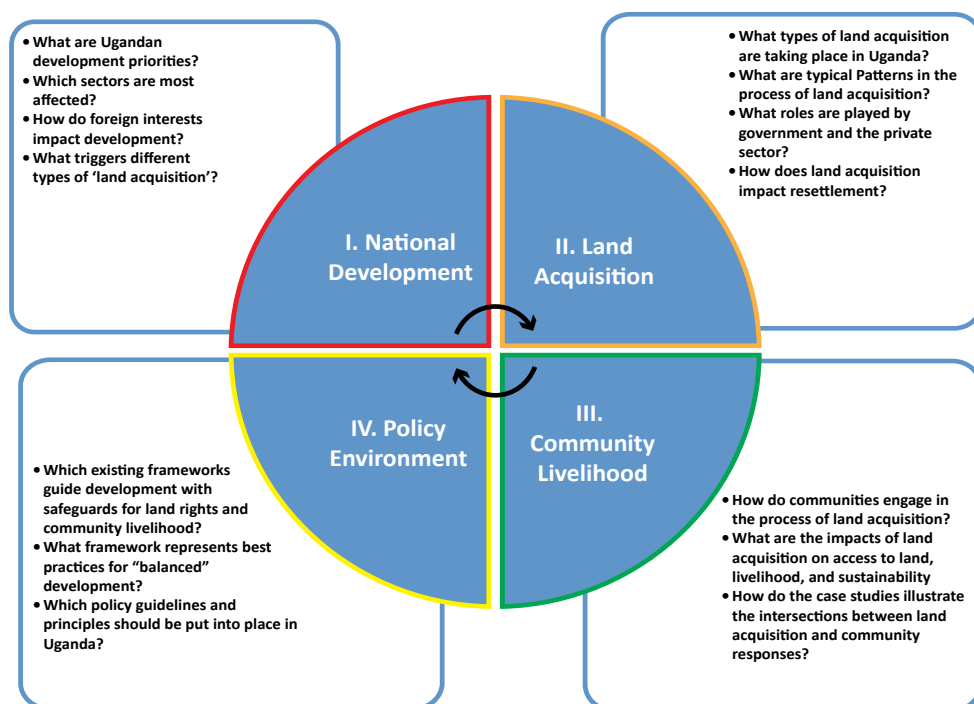 • What are Ugandan
development priorities?
• Which sectors are most
affected?
• How do foreign interests
impact development?
• What triggers different
types of ‘land acquisition’?
• What types of land acquisition
are taking place in Uganda?
• What are typical Patterns in the
process of land acquisition?
• What roles are played by
government and the private
sector?
• How does land acquisition
impact resettlement?
I. National
Development
II. Land
Acquisition
IV. Policy
Environment
III.
Community
Livelihood
• Which existing frameworks
guide development with
safeguards for land rights and
community livelihood?
• What framework represents best
practices for “balanced”
development?
• Which policy guidelines and
principles should be put into place in
Uganda?
• How do communities engage in
the process of land acquisition?
• What are the impacts of land
acquisition on access to land,
livelihood, and sustainability
• How do the case studies illustrate
the intersections between land
acquisition and community
responses?